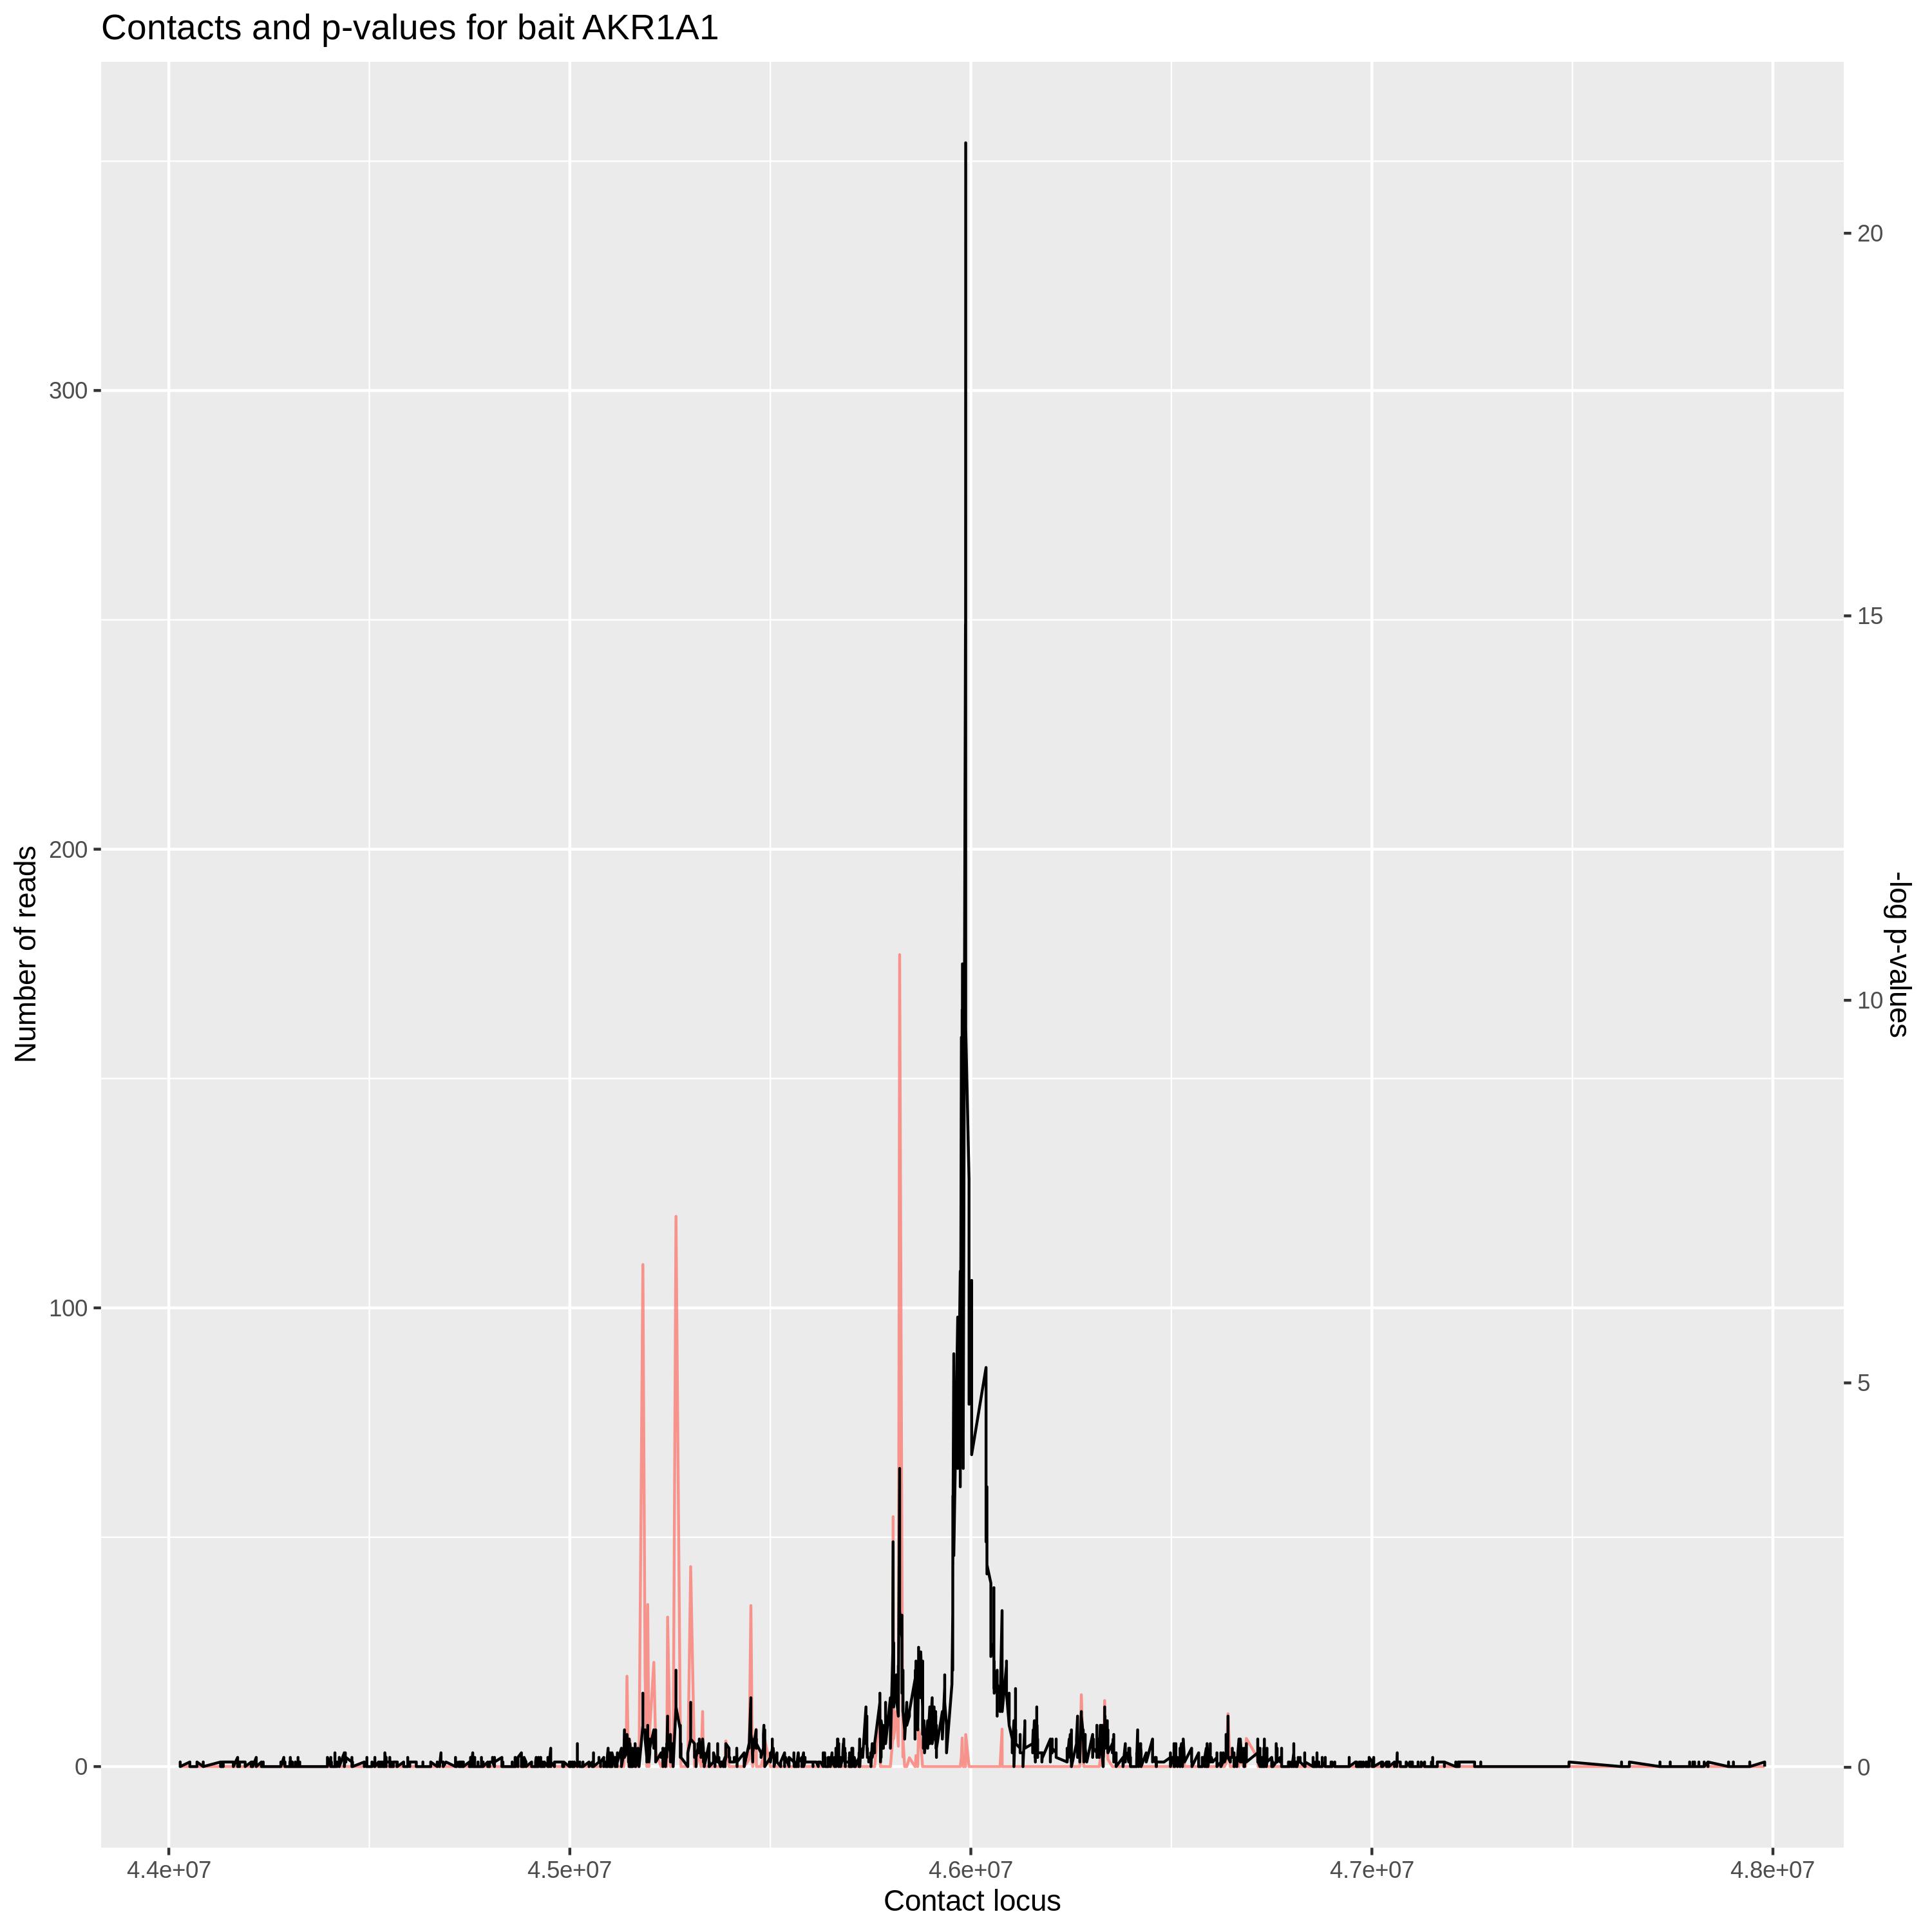 Contacts and p-values for bait AKR1A1
300
200
100
0
Number of reads
20
15
10
5
0
-log p-values
4.4e+07
4.5e+07
4.6e+07
4.7e+07
4.8e+07
Contact locus